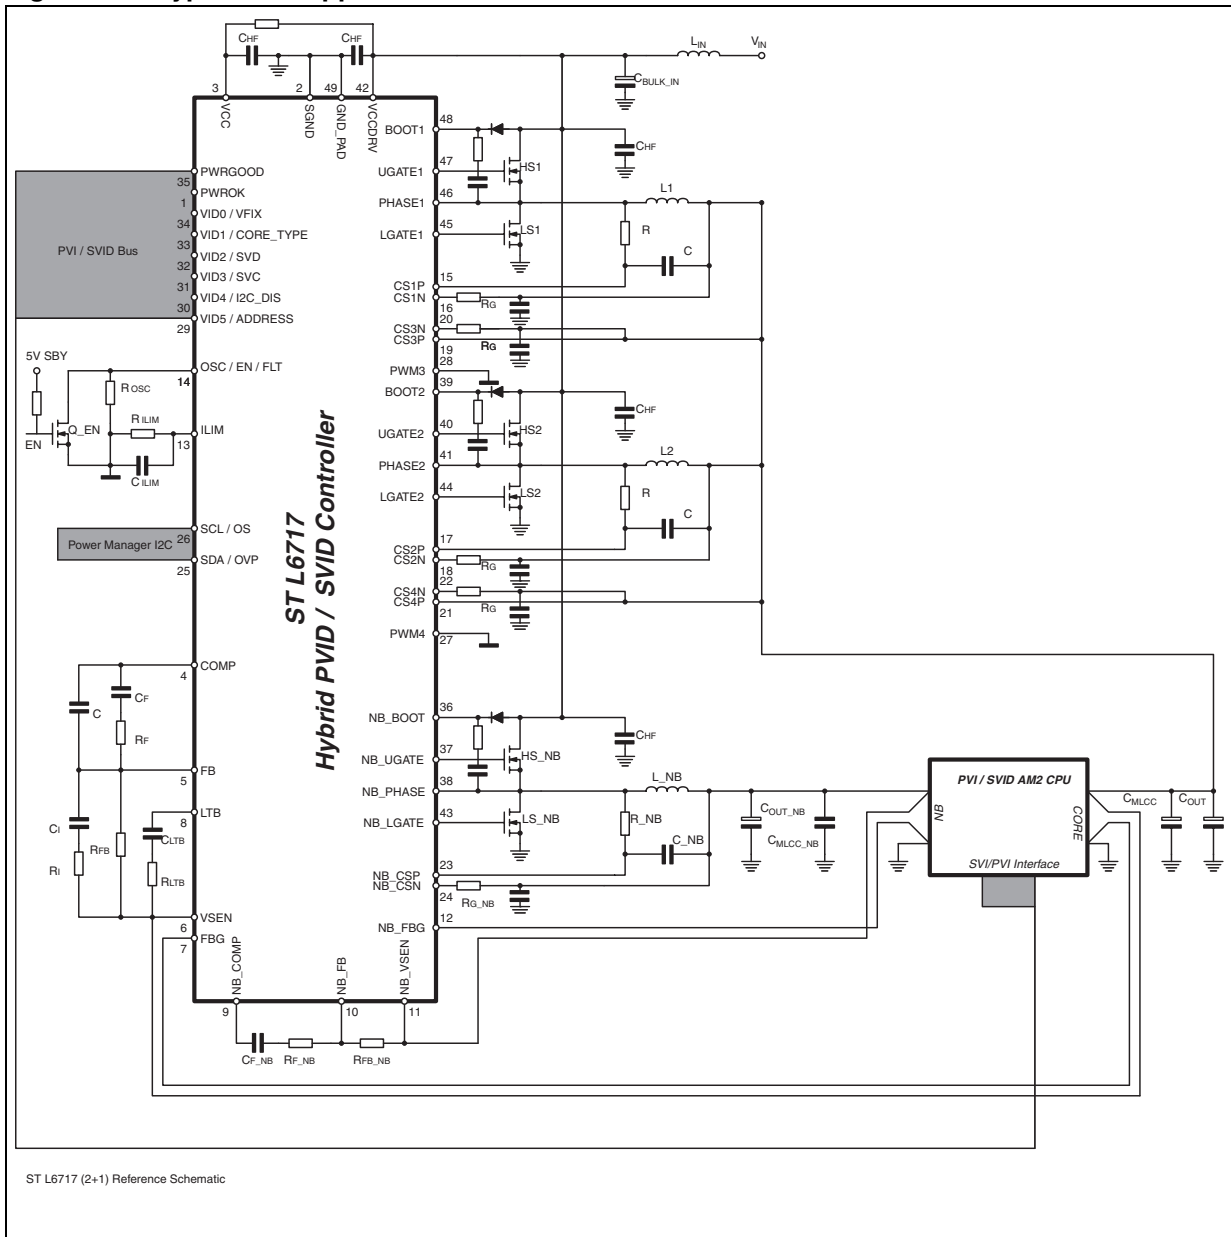 CHF
CHF
LIN
VIN
CBULK_IN
3
2
49
42
VCC
SGND
GND_PAD
VCCDRV
48
BOOT1
CHF
47
UGATE1
HS1
46
PHASE1
L1
45
LGATE1
LS1
R
C
15
CS1P
CS1N
16
RG
20
CS3N
CS3P
RG
19
28
PWM3
39
BOOT2
CHF
40
UGATE2
HS2
41
PHASE2
L2
44
LGATE2
LS2
R
C
17
CS2P
CS2N
18
RG
22
CS4N
CS4P
RG
21
PWM4
27
PWRGOOD
35
PWROK
1
VID0 / VFIX
34
VID1 / CORE_TYPE
33
VID2 / SVD
32
VID3 / SVC
31
VID4 / I2C_DIS
30
VID5 / ADDRESS
29
PVI / SVID Bus
5V SBY
OSC / EN / FLT
14
ROSC
RILIM
ILIM
13
Q_EN
EN
CILIM
ST L6717
Hybrid PVID / SVID Controller
SCL / OS
26
Power Manager I2C
SDA / OVP
25
COMP
4
CF
C
RF
FB
5
LTB
8
CI
CLTB
RFB
RI
RLTB
VSEN
6
FBG
7
36
NB_BOOT
CHF
37
NB_UGATE
HS_NB
38
NB_PHASE
L_NB
43
NB_LGATE
LS_NB
R_NB
C_NB
23
NB_CSP
NB_CSN
24
RG_NB
12
NB_FBG
COUT_NB
CMLCC_NB
PVI / SVID AM2 CPU
NB
CORE
SVI/PVI Interface
CMLCC
COUT
NB_COMP
NB_FB
NB_VSEN
9
10
11
CF_NB
RF_NB
RFB_NB
ST L6717 (2+1) Reference Schematic